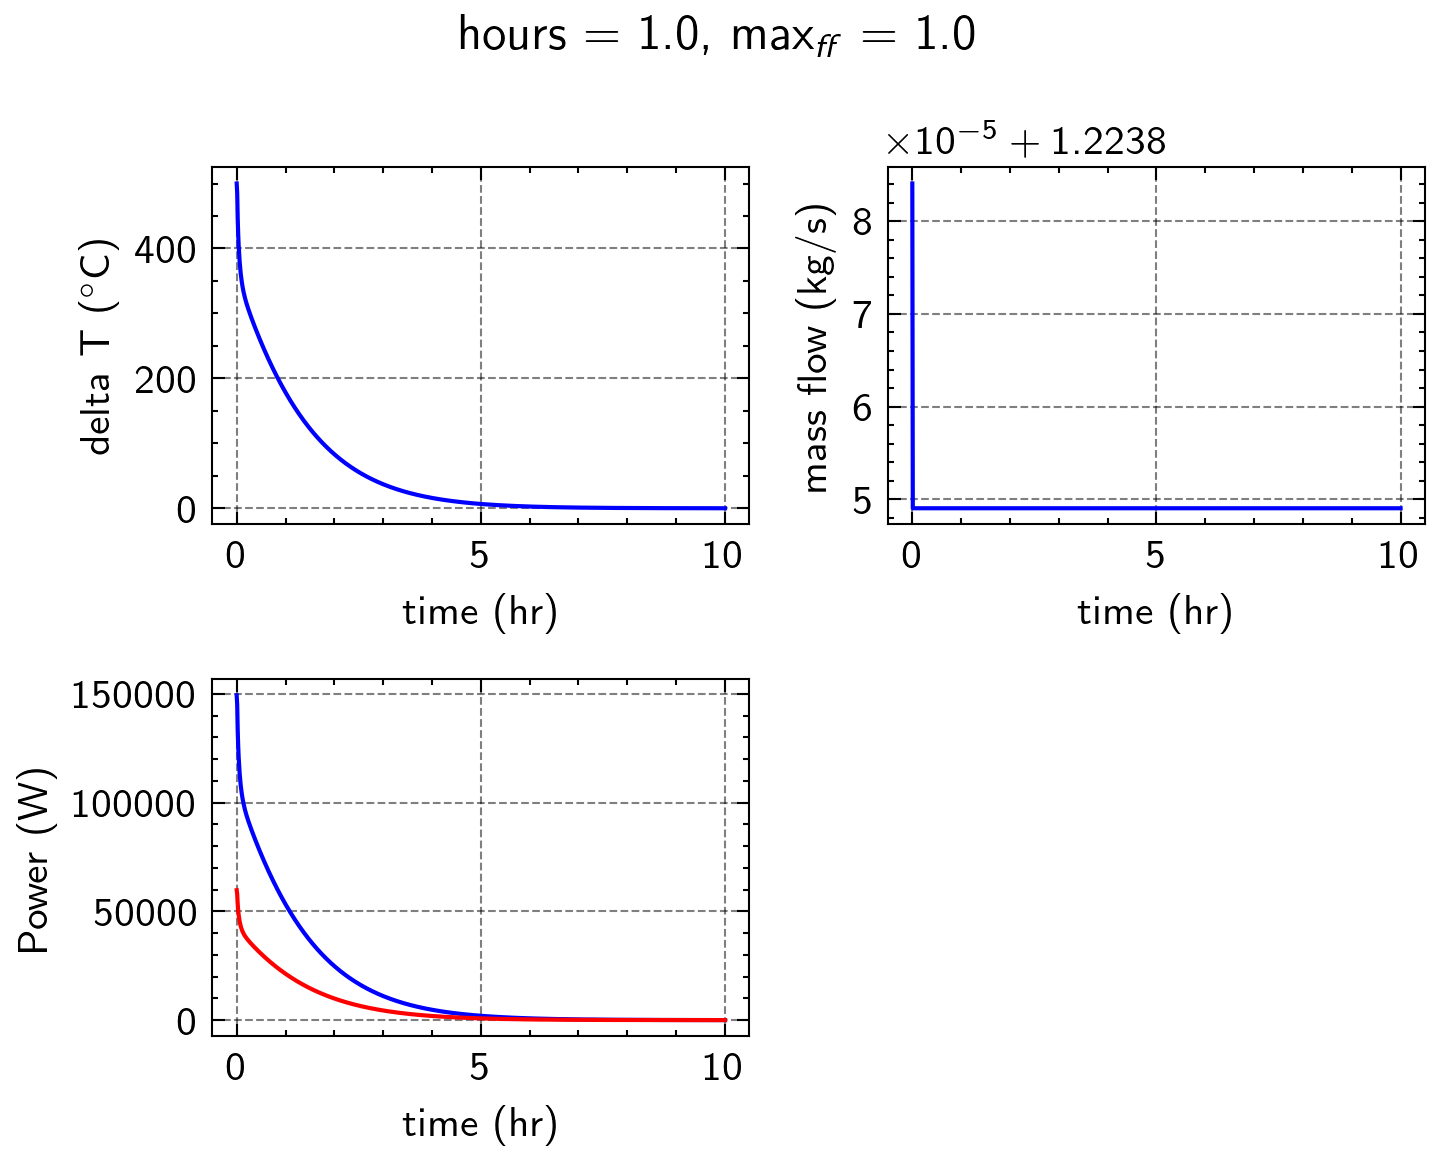 hours = 1.0, max_ff = 1.0
delta T (°C)
400
200
0
0 5 10
time (hr)
×10⁻⁵ + 1.2238
mass flow (kg/s)
8
7
6
5
0 5 10
time (hr)
Power (W)
150000
100000
50000
0
0 5 10
time (hr)